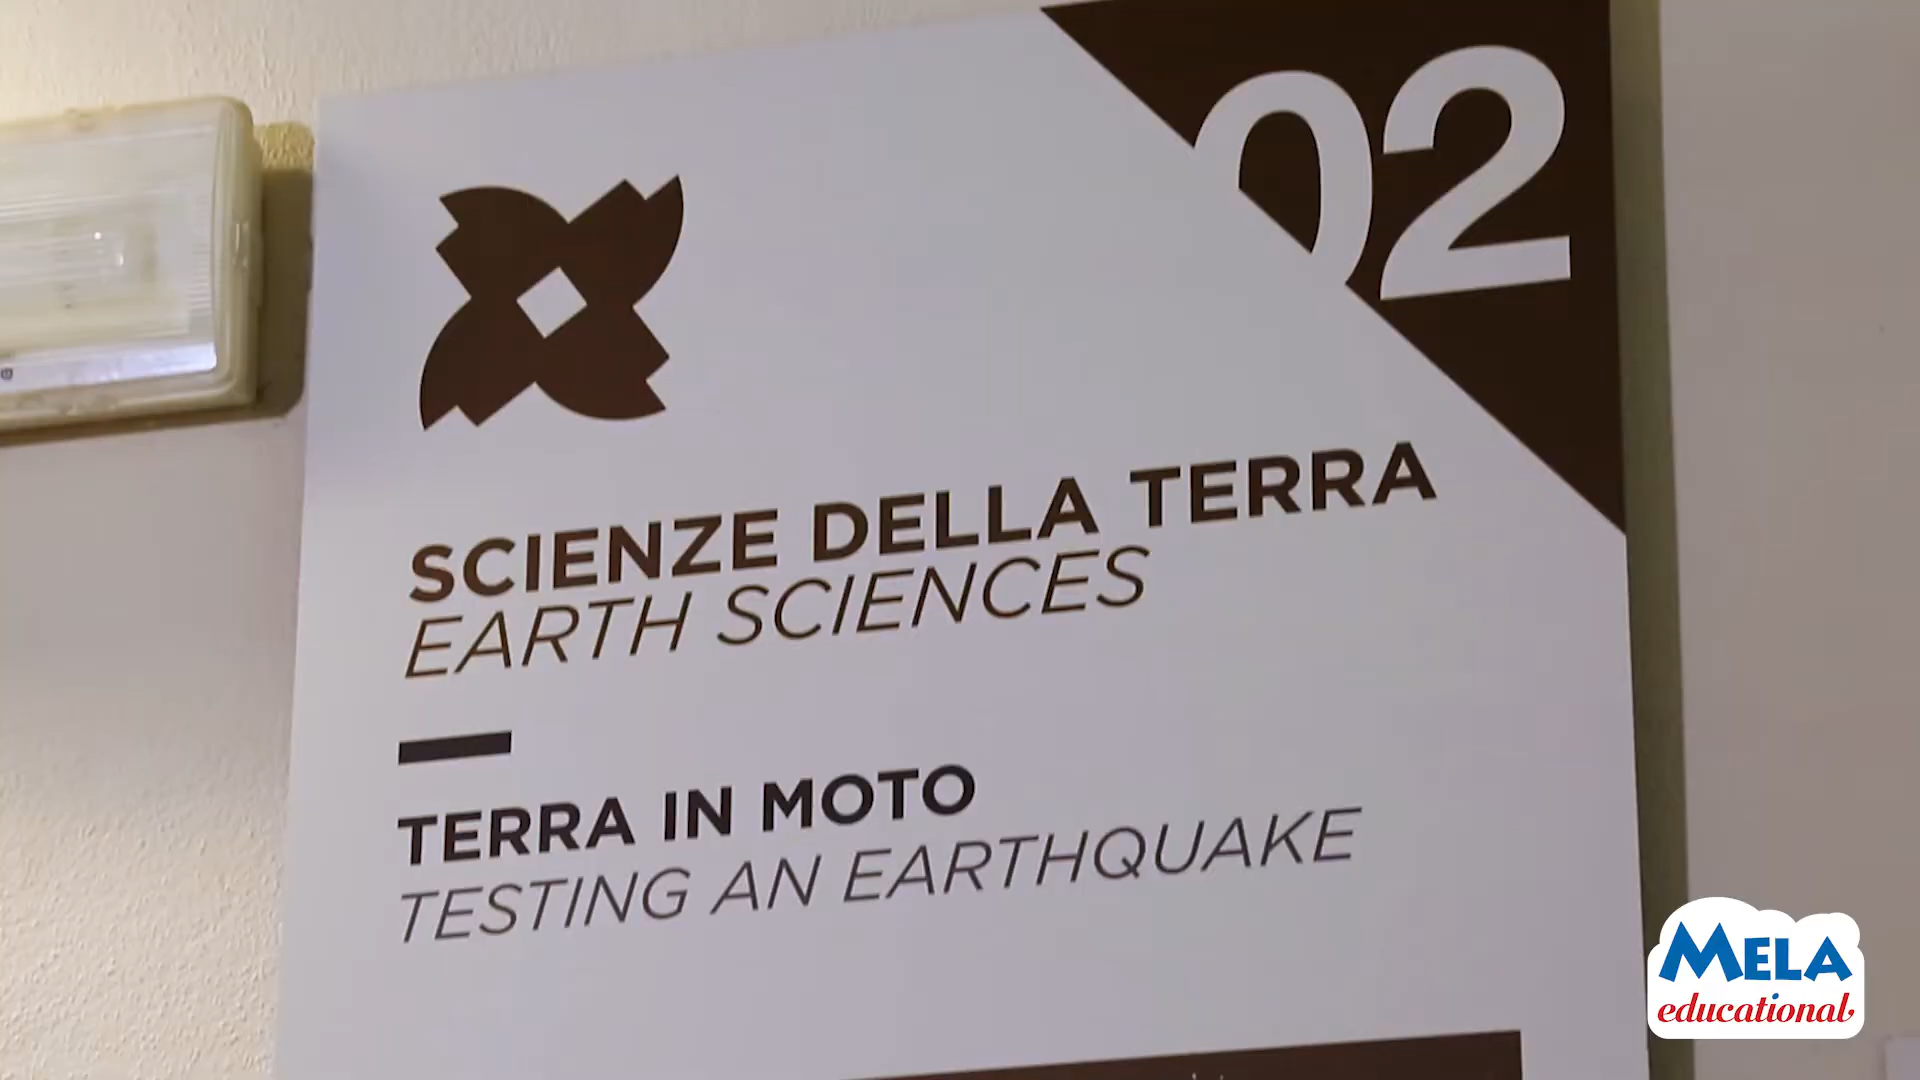 02
SCIENZE DELLA TERRA
EARTH SCIENCES
TERRA IN MOTO
TESTING AN EARTHQUAKE
MELA
educational